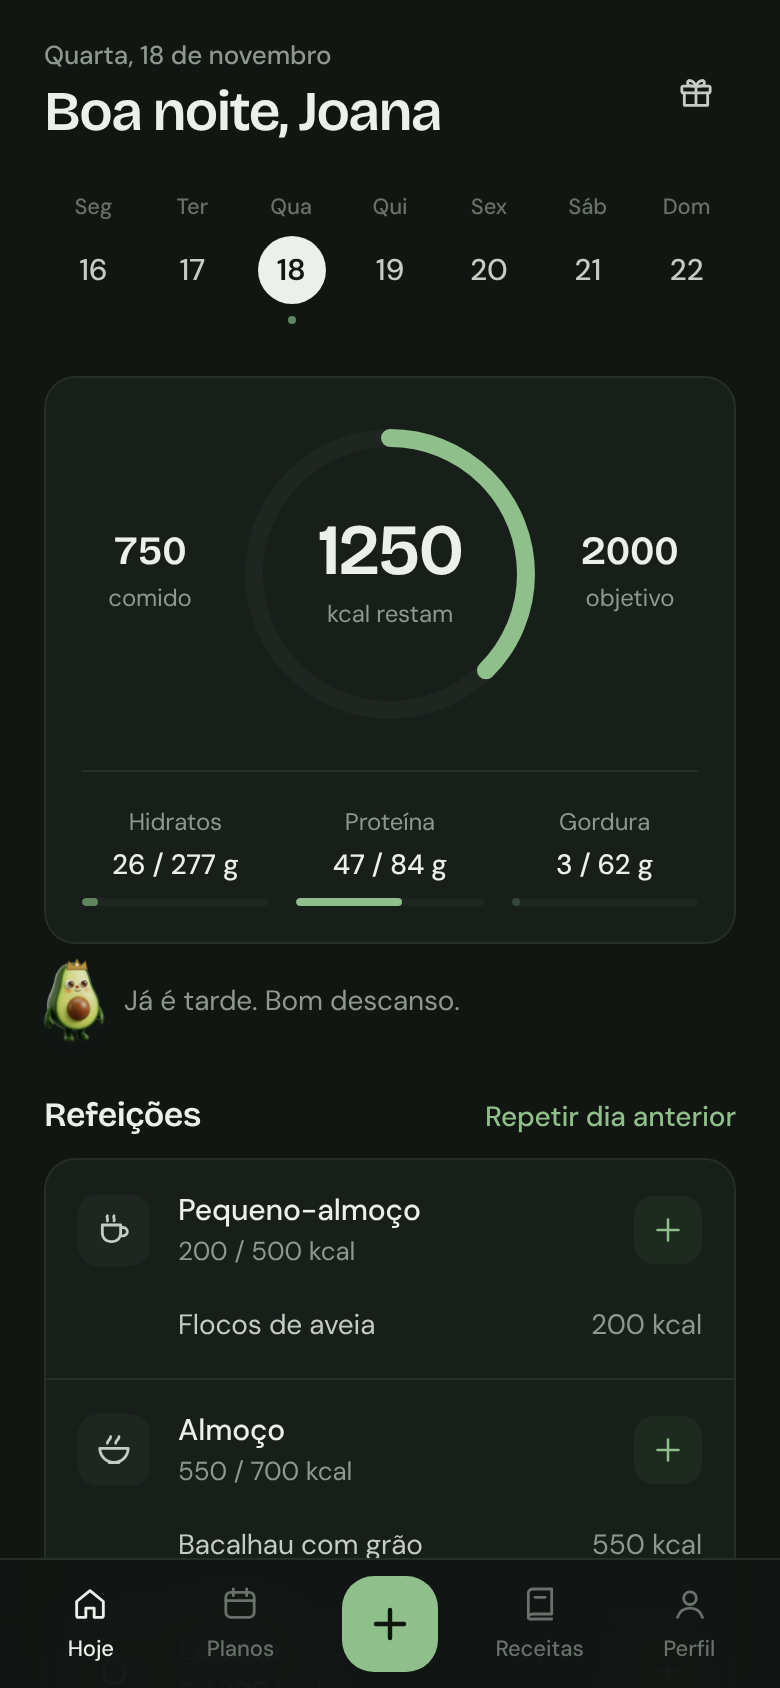 Quarta, 18 de novembro
Boa noite, Joana
Seg Ter Qua Qui Sex Sáb Dom
16 17 18 19 20 21 22
750 1250 2000
comido kcal restam objetivo
Hidratos Proteína Gordura
26 / 277 g 47 / 84 g 3 / 62 g
Já é tarde. Bom descanso.
Refeições Repetir dia anterior
Pequeno-almoço
200 / 500 kcal
Flocos de aveia 200 kcal
Almoço
550 / 700 kcal
Bacalhau com grão 550 kcal
Hoje Planos Receitas Perfil